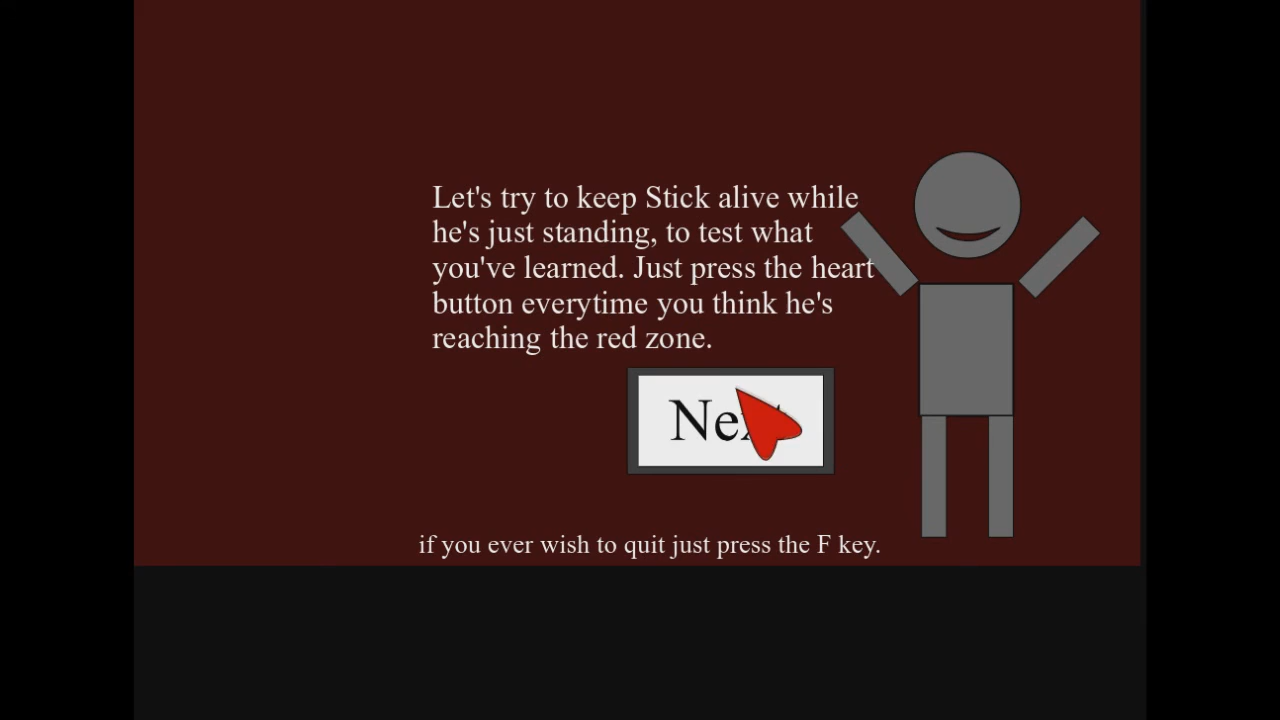 Let's try to keep Stick alive while
he's just standing, to test what
you've learned. Just press the heart
button everytime you think he's
reaching the red zone.
Next
if you ever wish to quit just press the F key.